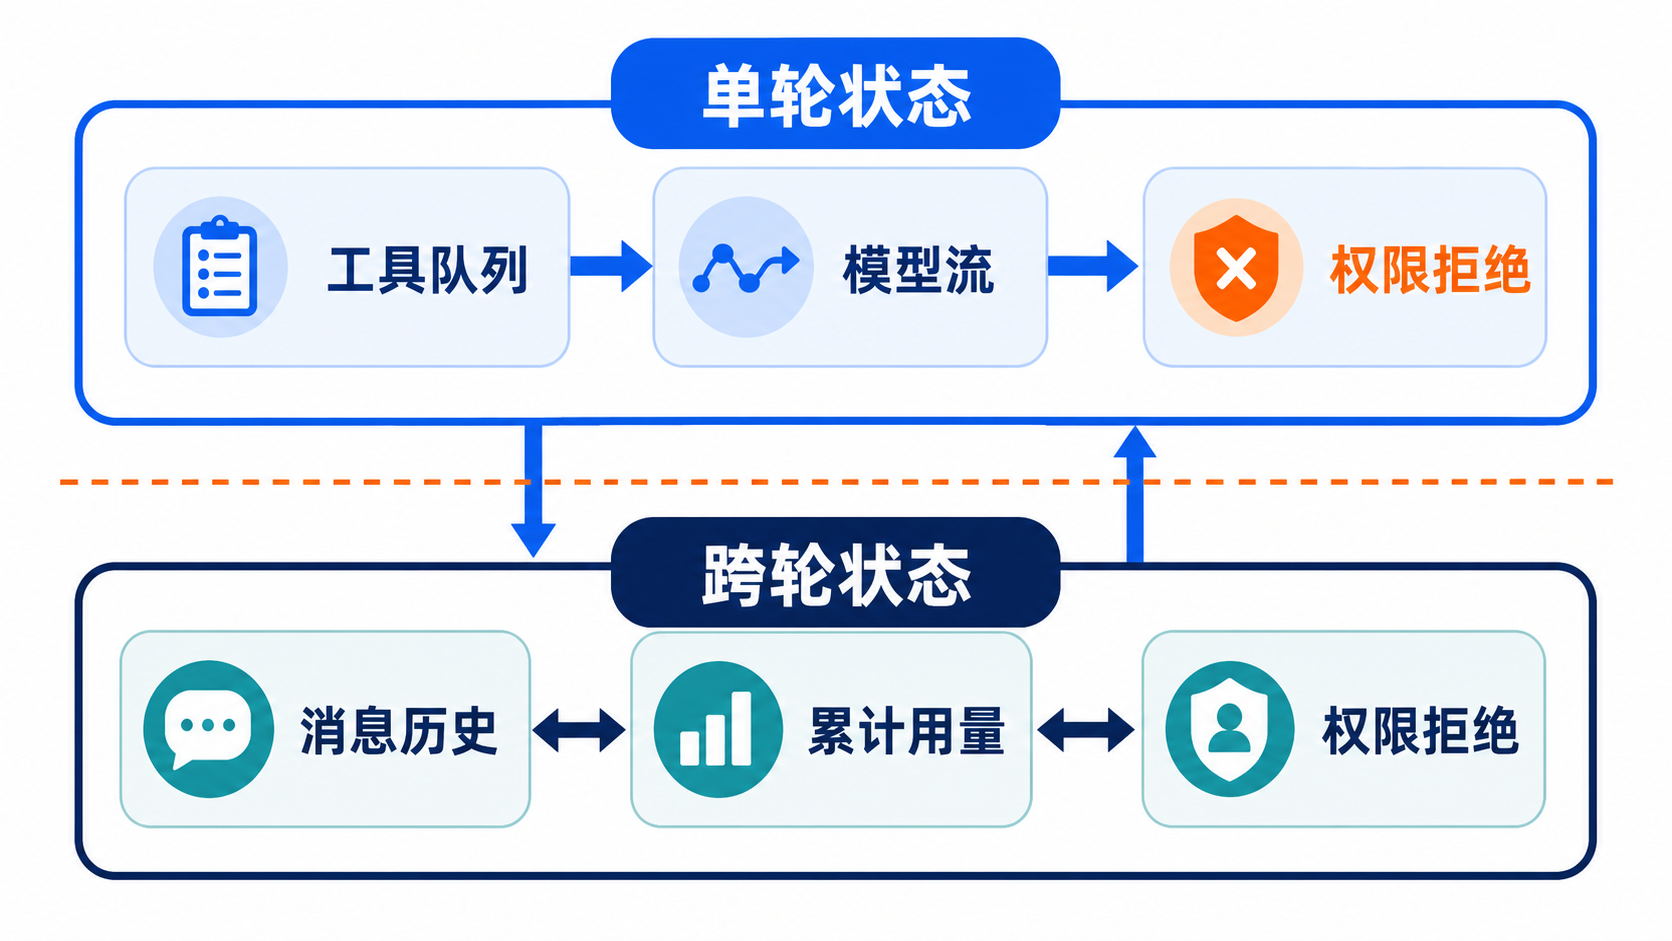 单轮状态
工具队列
模型流
权限拒绝
跨轮状态
消息历史
累计用量
权限拒绝